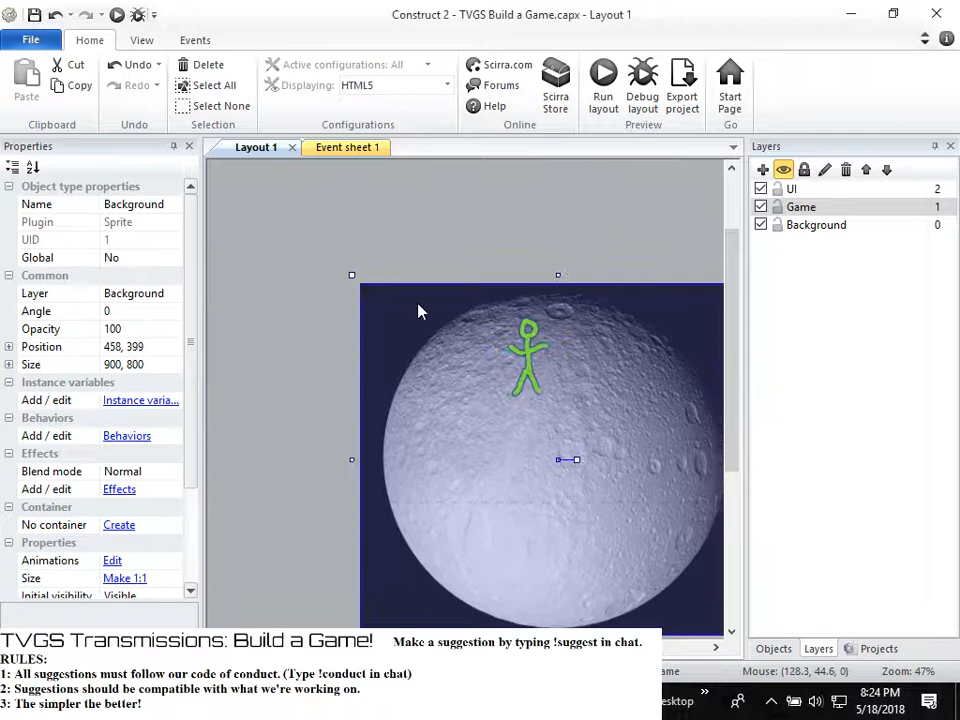 Construct 2 - TVGS Build a Game.capx - Layout 1
File
Home
View
Events
Paste
Cut
Copy
Clipboard
Undo
Redo
Undo
Delete
Select All
Select None
Selection
Active configurations: All
Displaying: HTML5
Configurations
Scirra.com
Forums
Help
Scirra Store
Online
Run layout
Debug layout
Export project
Preview
Start Page
Go
Properties
Layout 1
Event sheet 1
Object type properties
Name Background
Plugin Sprite
UID 1
Global No
Common
Layer Background
Angle 0
Opacity 100
Position 458, 399
Size 900, 800
Instance variables
Add / edit Instance varia...
Behaviors
Add / edit Behaviors
Effects
Blend mode Normal
Add / edit Effects
Container
No container Create
Properties
Animations Edit
Size Make 1:1
Initial visibility Visible
Layers
UI 2
Game 1
Background 0
Objects
Layers
Projects
Mouse: (128.3, 44.6, 0)
Zoom: 47%
TVGS Transmissions: Build a Game!
Make a suggestion by typing !suggest in chat.
RULES:
1: All suggestions must follow our code of conduct. (Type !conduct in chat)
2: Suggestions should be compatible with what we're working on.
3: The simpler the better!
8:24 PM
5/18/2018